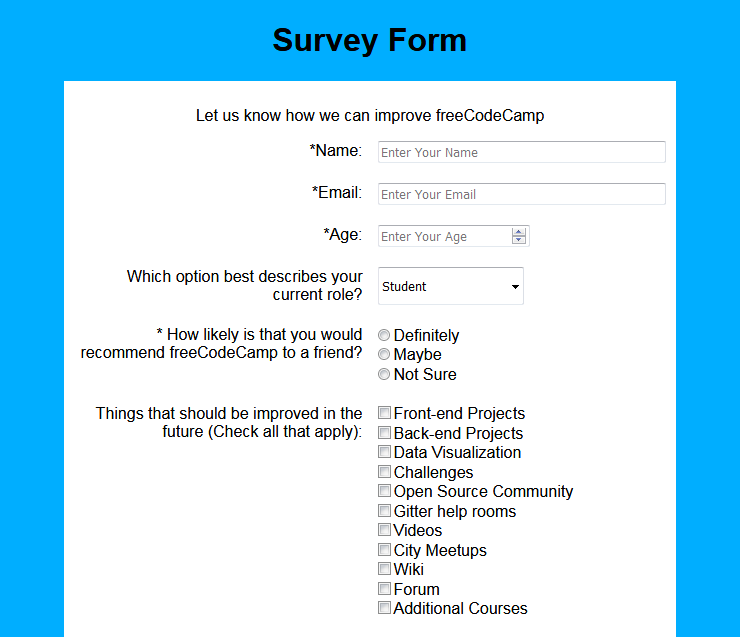 Survey Form
Let us know how we can improve freeCodeCamp
*Name: Enter Your Name
*Email: Enter Your Email
*Age: Enter Your Age
Which option best describes your
current role?
Student
* How likely is that you would
recommend freeCodeCamp to a friend?
Definitely
Maybe
Not Sure
Things that should be improved in the
future (Check all that apply):
Front-end Projects
Back-end Projects
Data Visualization
Challenges
Open Source Community
Gitter help rooms
Videos
City Meetups
Wiki
Forum
Additional Courses